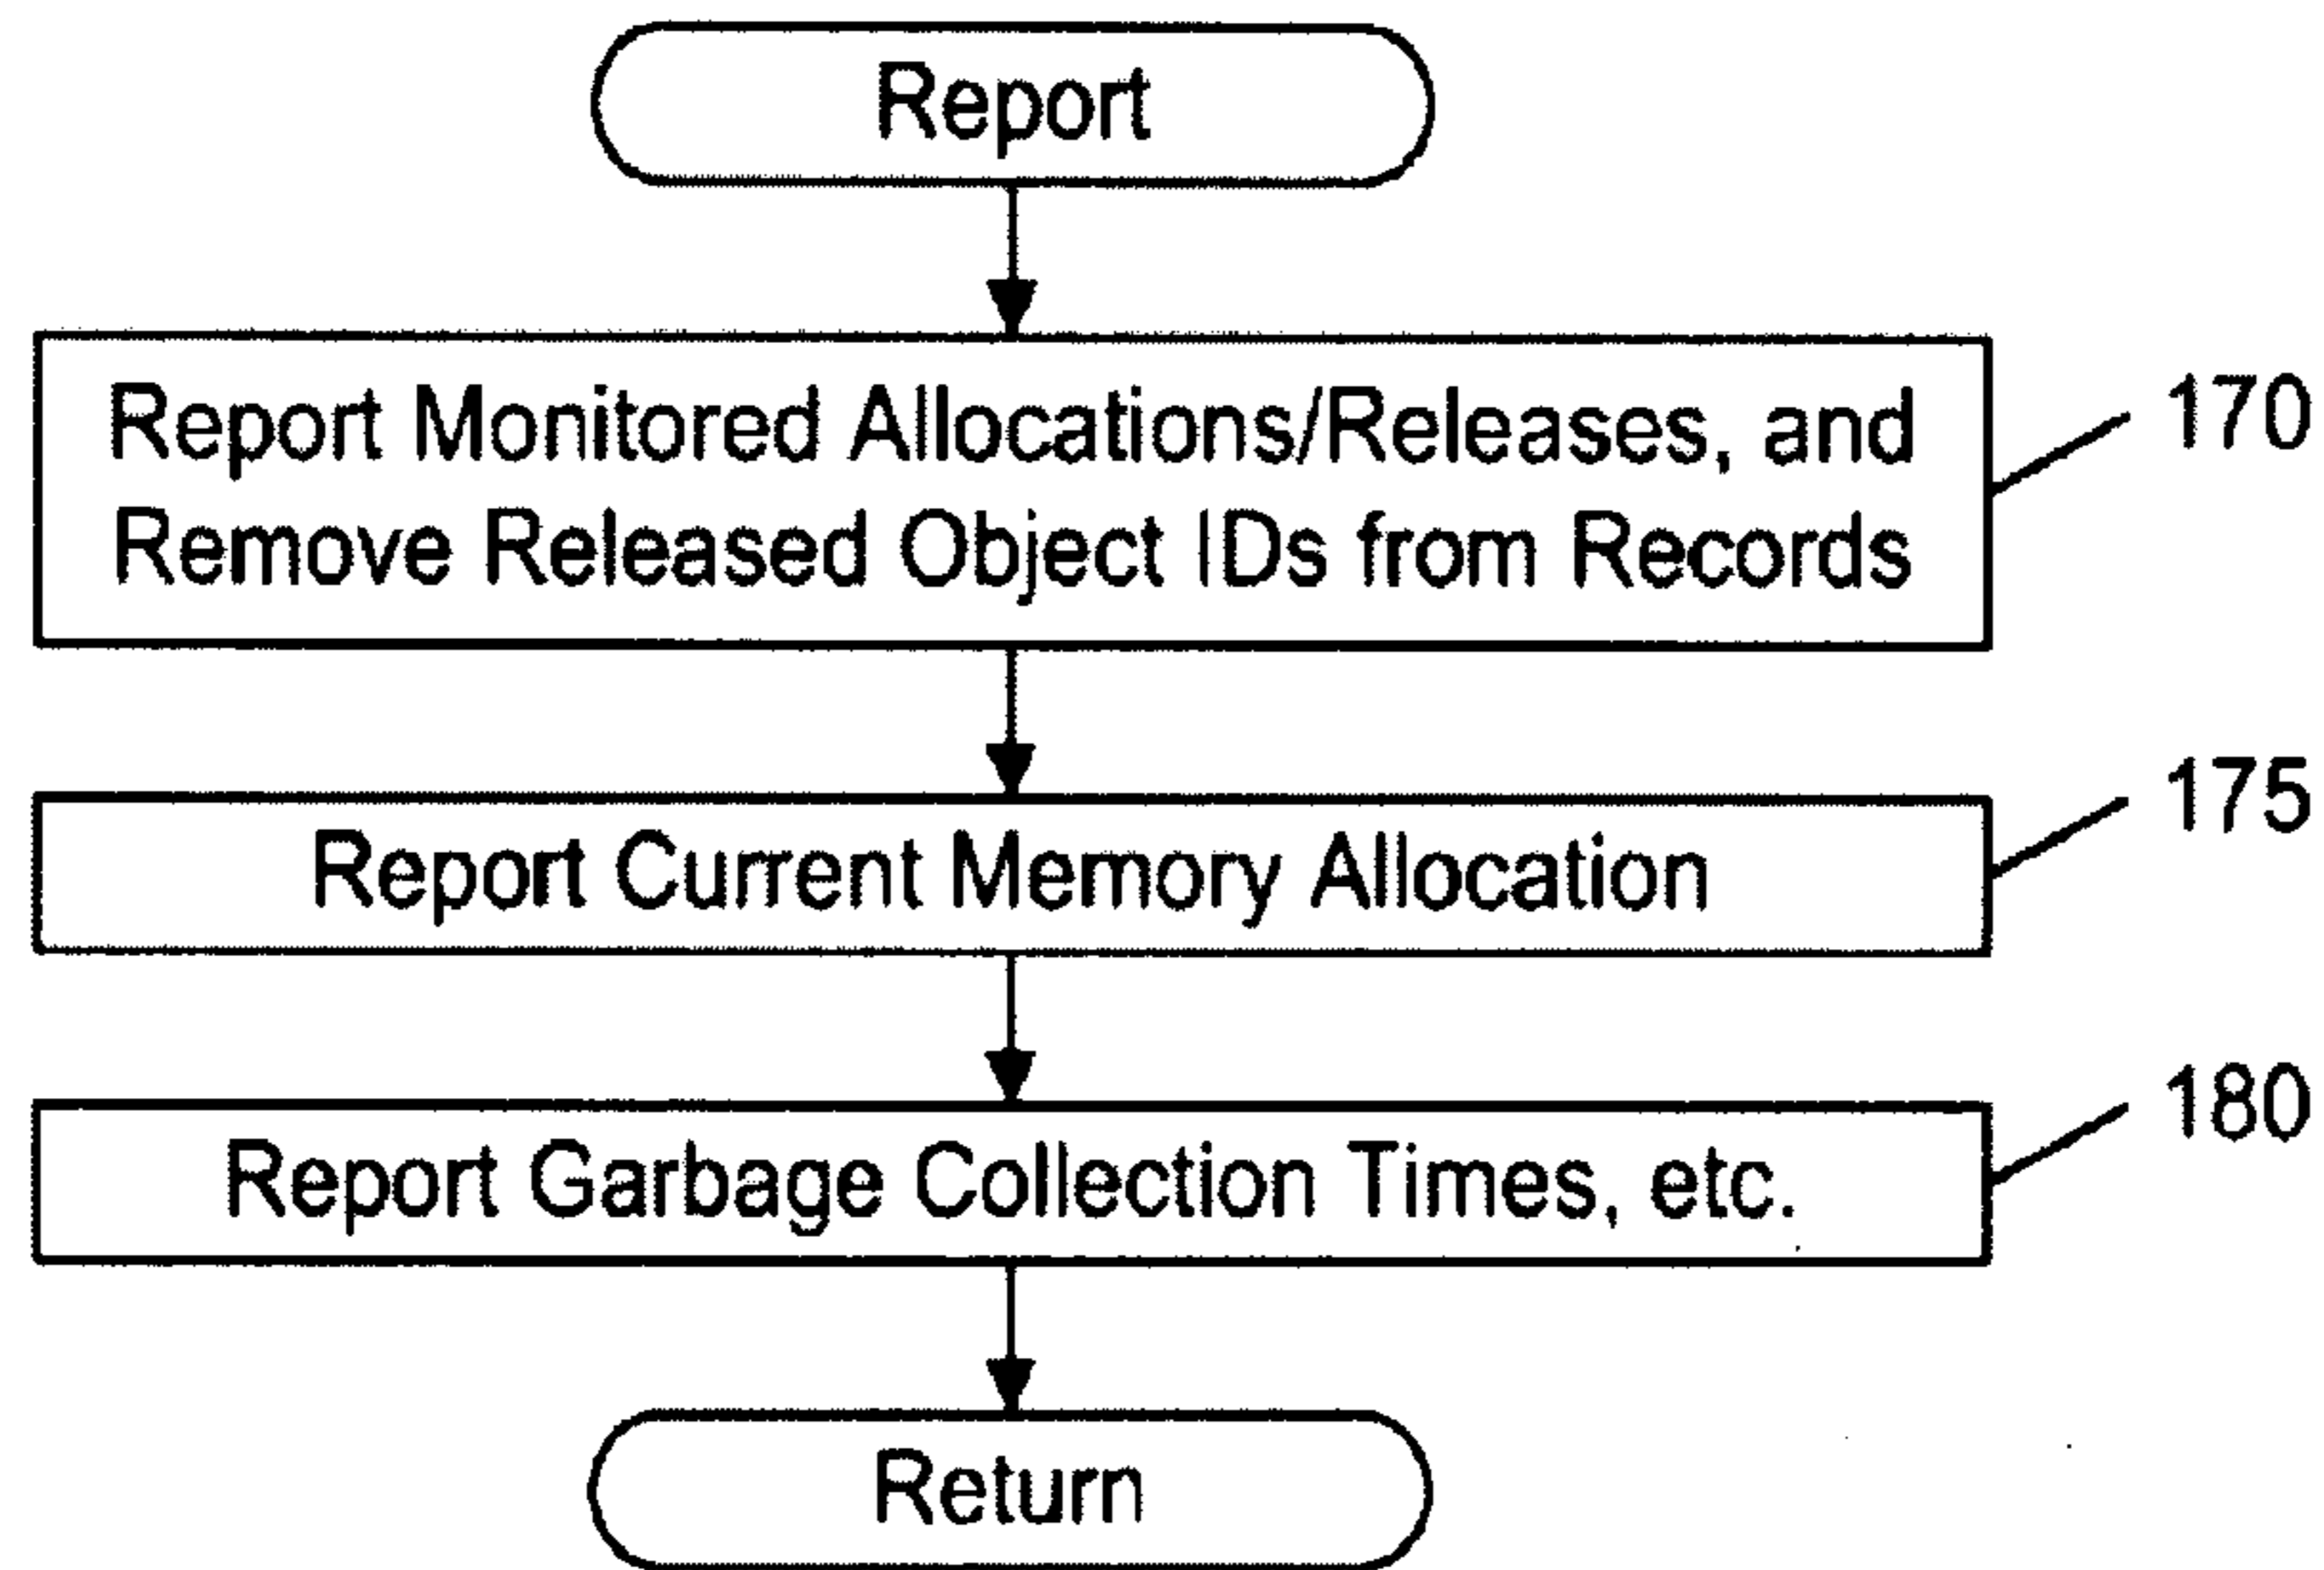 Report
Report Monitored Allocations/Releases, and
Remove Released Object IDs from Records
170
Report Current Memory Allocation
175
Report Garbage Collection Times, etc.
180
Return